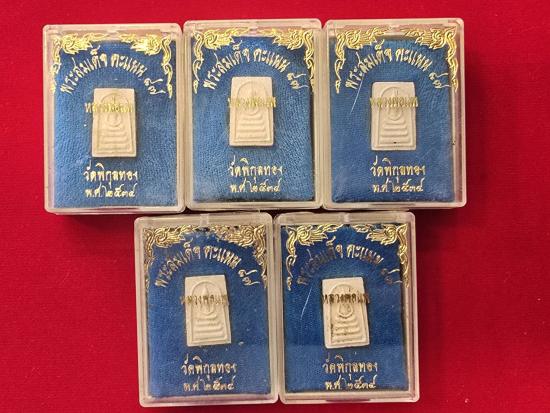 พระสมเด็จ คะแนน ๘๗
หลวงพ่อแพ
วัดพิกุลทอง
พ.ศ.๒๕๓๔
พระสมเด็จ คะแนน ๘๗
หลวงพ่อแพ
วัดพิกุลทอง
พ.ศ.๒๕๓๔
พระสมเด็จ คะแนน ๘๗
หลวงพ่อแพ
วัดพิกุลทอง
พ.ศ.๒๕๓๔
พระสมเด็จ คะแนน ๘๗
หลวงพ่อแพ
วัดพิกุลทอง
พ.ศ.๒๕๓๔
พระสมเด็จ คะแนน ๘๗
หลวงพ่อแพ
วัดพิกุลทอง
พ.ศ.๒๕๓๔